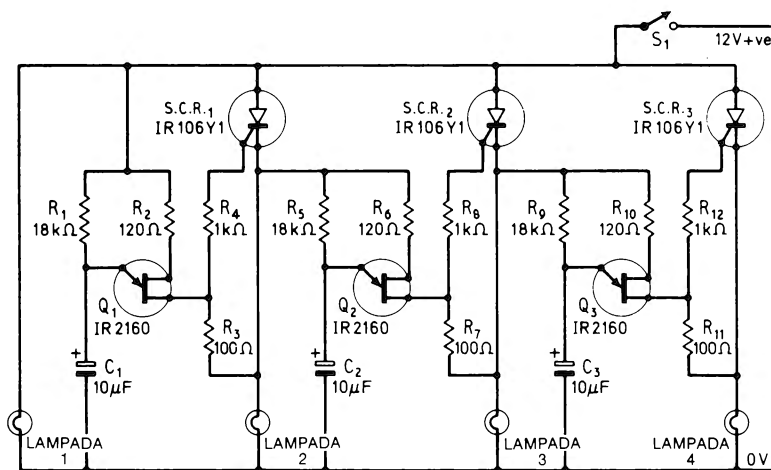 S1
12V+ve
S.C.R.1
IR106Y1
S.C.R.2
IR106Y1
S.C.R.3
IR106Y1
R1
18kΩ
R2
120Ω
R4
1kΩ
R5
18kΩ
R6
120Ω
R8
1kΩ
R9
18kΩ
R10
120Ω
R12
1kΩ
Q1
IR2160
R3
100Ω
Q2
IR2160
R7
100Ω
Q3
IR2160
R11
100Ω
+
C1
10µF
+
C2
10µF
+
C3
10µF
LAMPADA
1
LAMPADA
2
LAMPADA
3
LAMPADA
4
0V